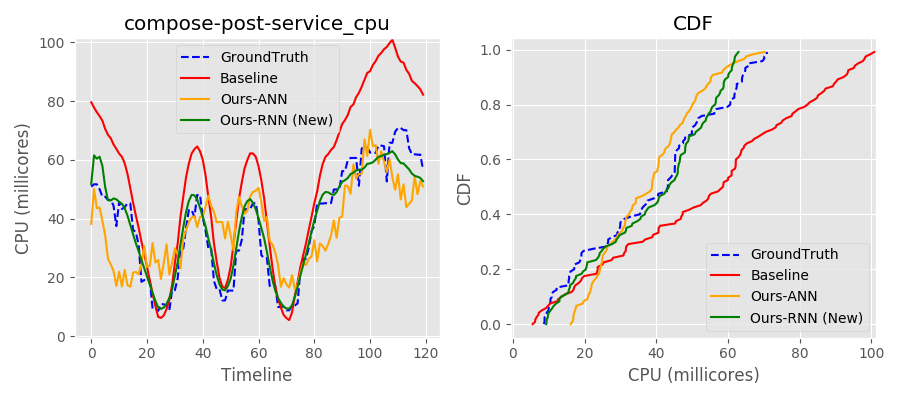 compose-post-service_cpu
CPU (millicores)
100
80
60
40
20
0
GroundTruth
Baseline
Ours-ANN
Ours-RNN (New)
0 20 40 60 80 100 120
Timeline
CDF
CDF
1.0
0.8
0.6
0.4
0.2
0.0
GroundTruth
Baseline
Ours-ANN
Ours-RNN (New)
0 20 40 60 80 100
CPU (millicores)